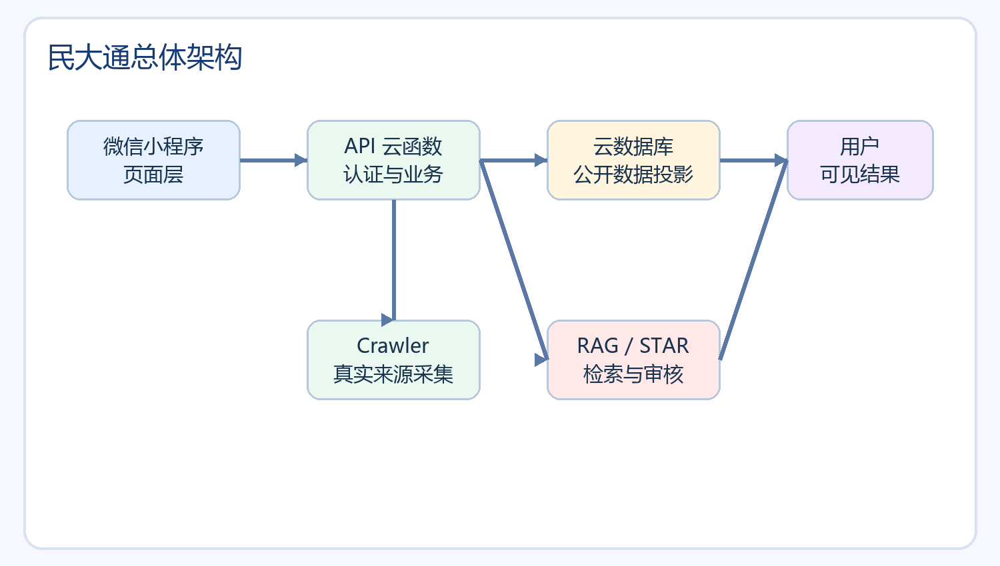 民大通总体架构
微信小程序
页面层
API 云函数
认证与业务
云数据库
公开数据投影
用户
可见结果
Crawler
真实来源采集
RAG / STAR
检索与审核